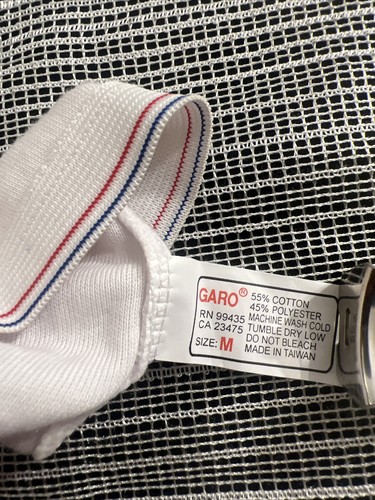 GARO®
RN 99435
CA 23475
SIZE: M
55% COTTON
45% POLYESTER
MACHINE WASH COLD
TUMBLE DRY LOW
DO NOT BLEACH
MADE IN TAIWAN